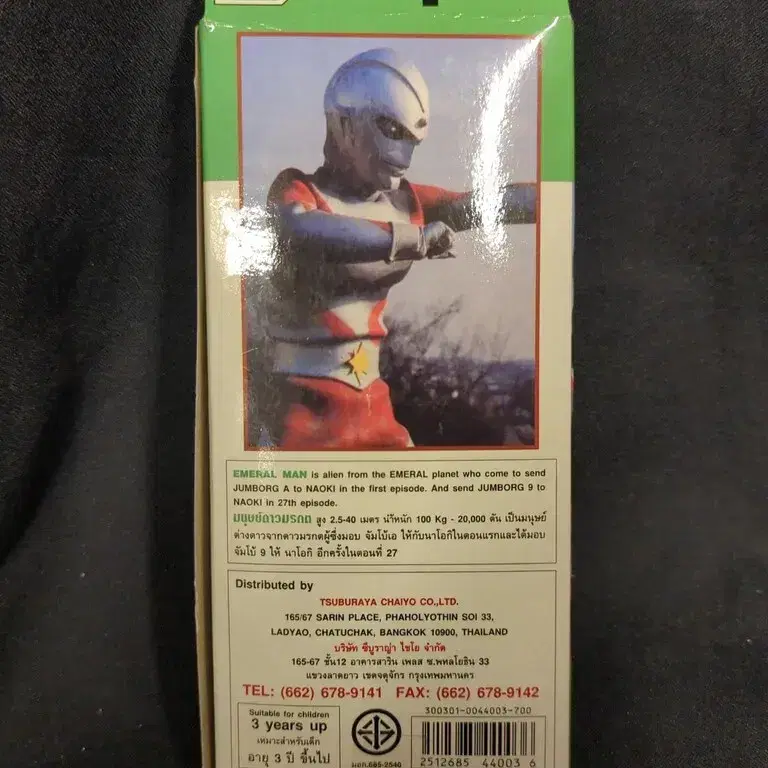 EMERAL MAN is alien from the EMERAL planet who come to send
JUMBORG A to NAOKI in the first episode. And send JUMBORG 9 to
NAOKI in 27th episode.
มนุษย์ดาวมรกต สูง 2.5-40 เมตร น้ำหนัก 100 Kg - 20,000 ตัน เป็นมนุษย์
ต่างดาวจากดาวมรกตผู้ซึ่งมอบ จัมโบ้เอ ให้กับนาโอกิในตอนแรกและได้มอบ
จัมโบ้ 9 ให้ นาโอกิ อีกครั้งในตอนที่ 27
Distributed by
TSUBURAYA CHAIYO CO.,LTD.
165/67 SARIN PLACE, PHAHOLYOTHIN SOI 33,
LADYAO, CHATUCHAK, BANGKOK 10900, THAILAND
บริษัท ซึบูราญ่า ไชโย จำกัด
165-67 ชั้น12 อาคารสาริน เพลส ซ.พหลโยธิน 33
แขวงลาดยาว เขตจตุจักร กรุงเทพมหานคร
TEL: (662) 678-9141 FAX: (662) 678-9142
300301-0044003-700
Suitable for children
3 years up
เหมาะสำหรับเด็ก
อายุ 3 ปี ขึ้นไป
มอก.685-2540
2512685 44003 6